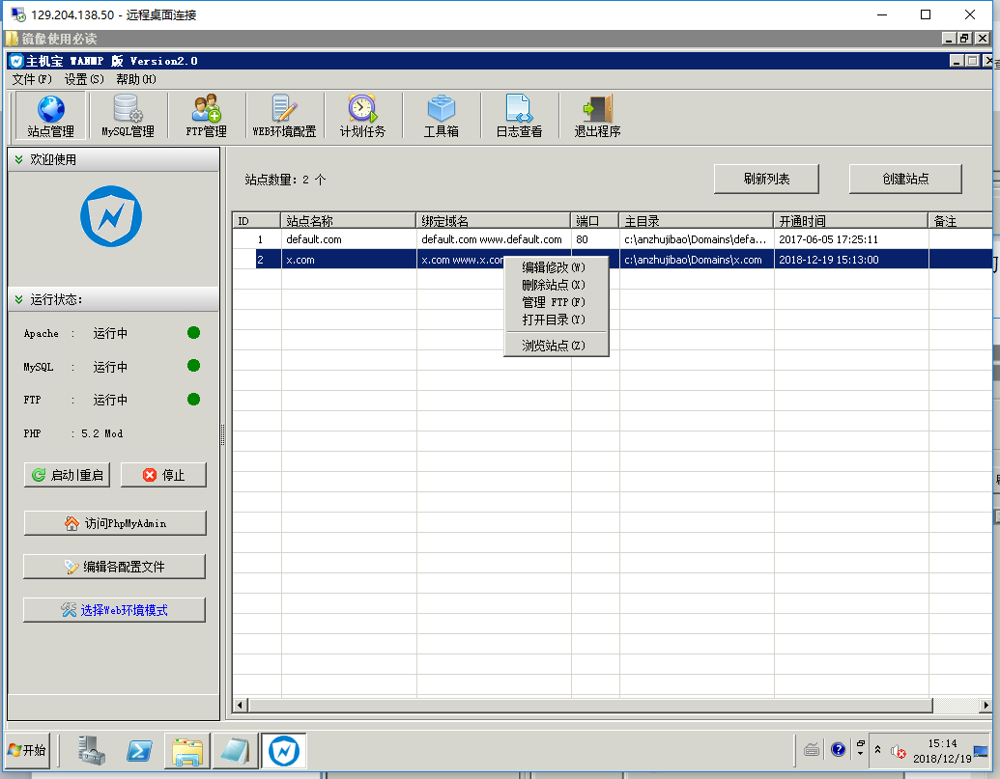 129.204.138.50 - 远程桌面连接
镜像使用必读
主机宝 WANMP 版 Version2.0
文件(F) 设置(S) 帮助(H)
站点管理 MySQL管理 FTP管理 WEB环境配置 计划任务 工具箱 日志查看 退出程序
欢迎使用
站点数量: 2 个 刷新列表 创建站点
ID 站点名称 绑定域名 端口 主目录 开通时间 备注
1 default.com default.com www.default.com 80 c:\anzhujibao\Domains\defa... 2017-06-05 17:25:11
2 x.com x.com www.x.com c:\anzhujibao\Domains\x.com 2018-12-19 15:13:00
编辑修改(W)
删除站点(X)
管理 FTP(F)
打开目录(Y)
浏览站点(Z)
运行状态:
Apache : 运行中
MySQL : 运行中
FTP : 运行中
PHP : 5.2 Mod
启动|重启 停止
访问PhpMyAdmin
编辑各配置文件
选择Web环境模式
开始
15:14
2018/12/19